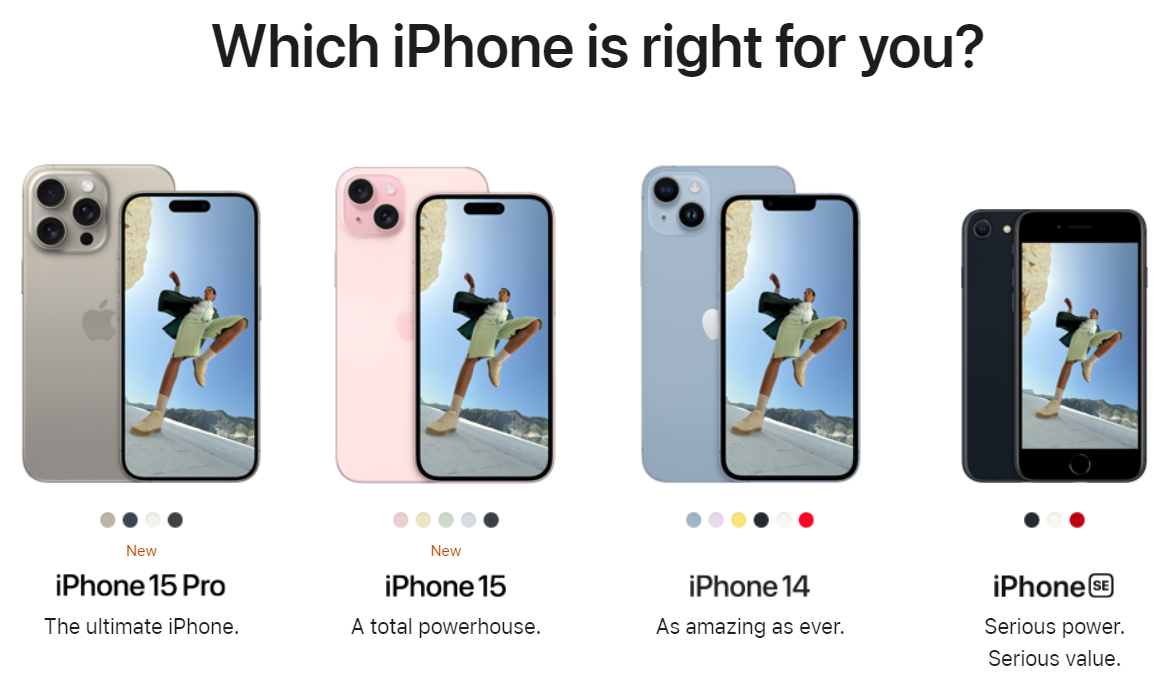 Which iPhone is right for you?
New
New
iPhone 15 Pro
iPhone 15
iPhone 14
iPhone SE
The ultimate iPhone.
A total powerhouse.
As amazing as ever.
Serious power.
Serious value.